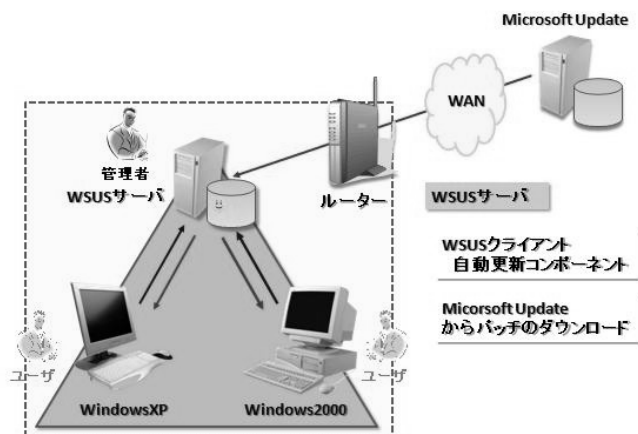 Microsoft Update
WAN
管理者
WSUSサーバ
ルーター
WSUSサーバ
WSUSクライアント
自動更新コンポーネント
Micorsoft Update
からパッチのダウンロード
ユーザ
ユーザ
WindowsXP
Windows2000